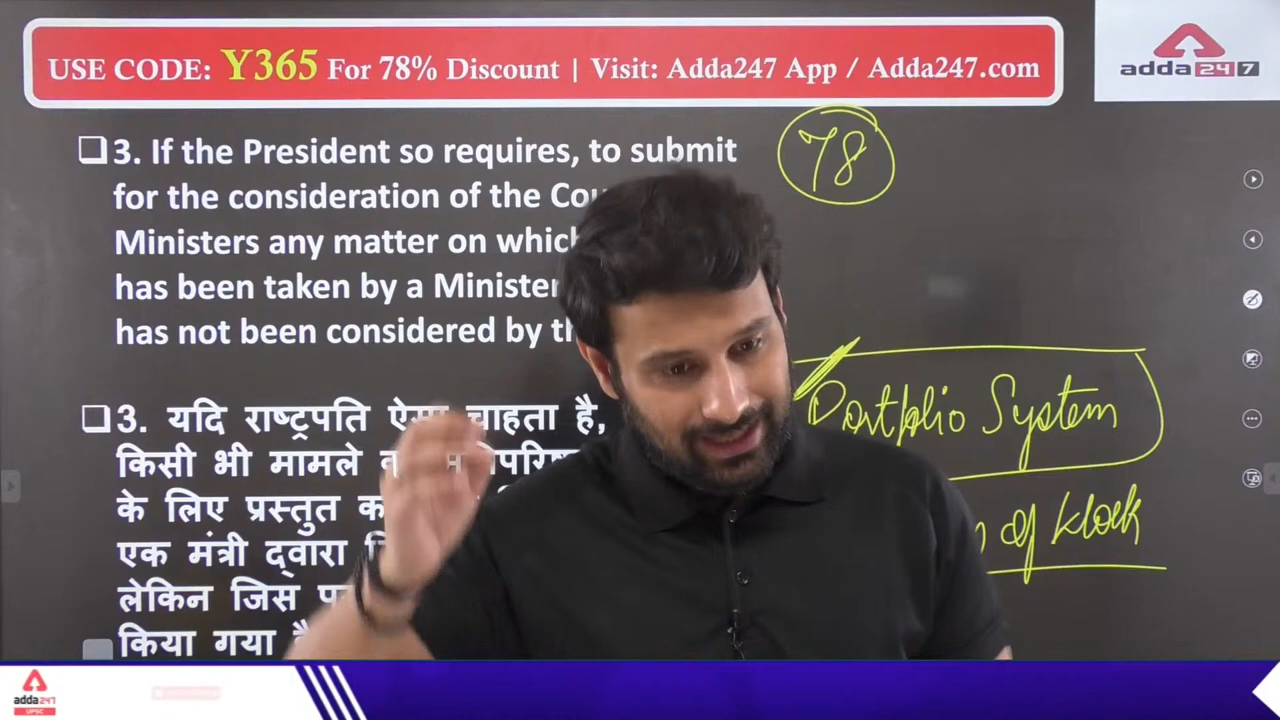 USE CODE: Y365 For 78% Discount | Visit: Adda247 App / Adda247.com
adda247
3. If the President so requires, to submit
for the consideration of the
Ministers any matter on which
has been taken by a Minister
has not been considered by
78
Portfolio System
of
3. यदि राष्ट्रपति ऐसा चाहता है,
किसी भी मामले
के लिए प्रस्तुत
एक मंत्री द्वारा
लेकिन जिस
किया गया
adda247
UPSC